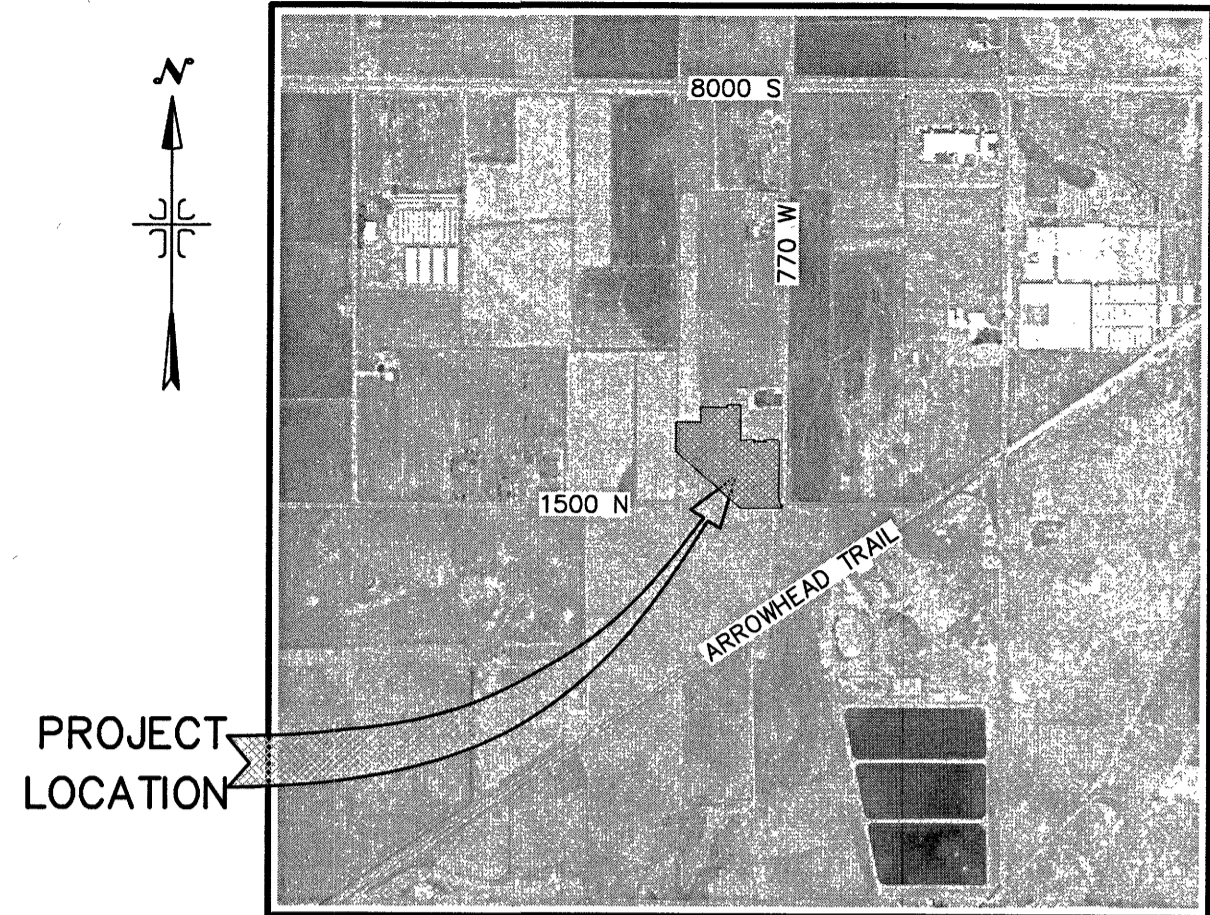 N
8000 S
770 W
1500 N
ARROWHEAD TRAIL
PROJECT
LOCATION